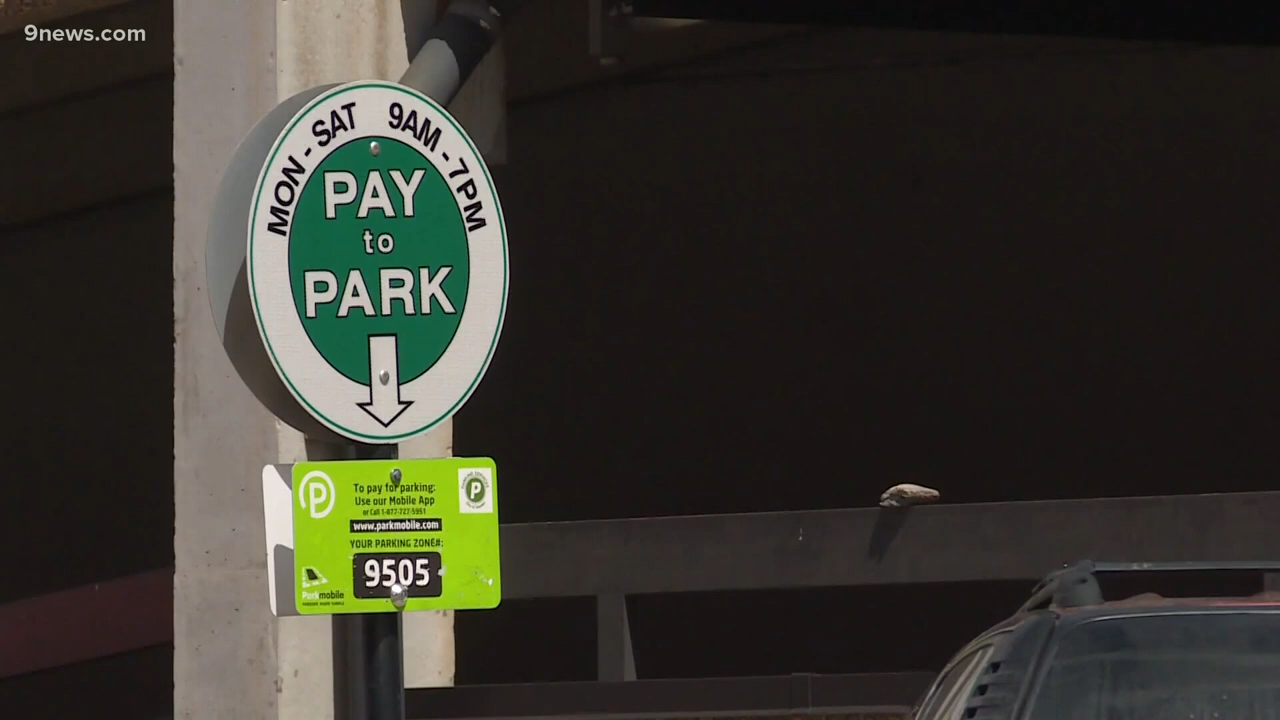 9news.com
MON - SAT 9AM - 7PM
PAY
to
PARK
P
To pay for parking:
Use our Mobile App
or Call 1-877-727-5951
www.parkmobile.com
YOUR PARKING ZONE#:
9505
P
Parkmobile